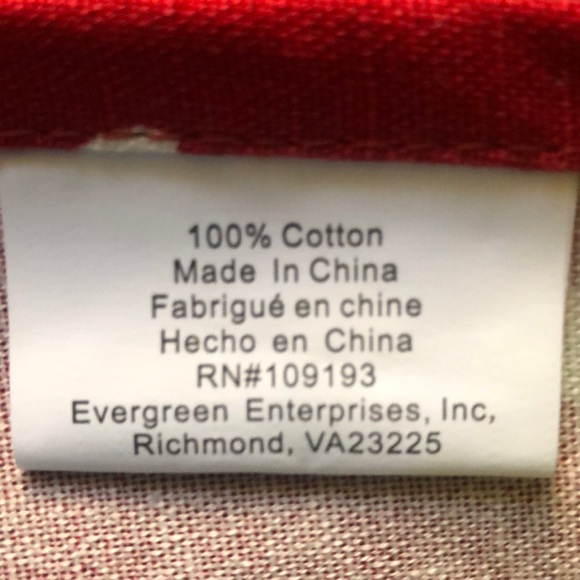 100% Cotton
Made In China
Fabrigué en chine
Hecho en China
RN#109193
Evergreen Enterprises, Inc,
Richmond, VA23225